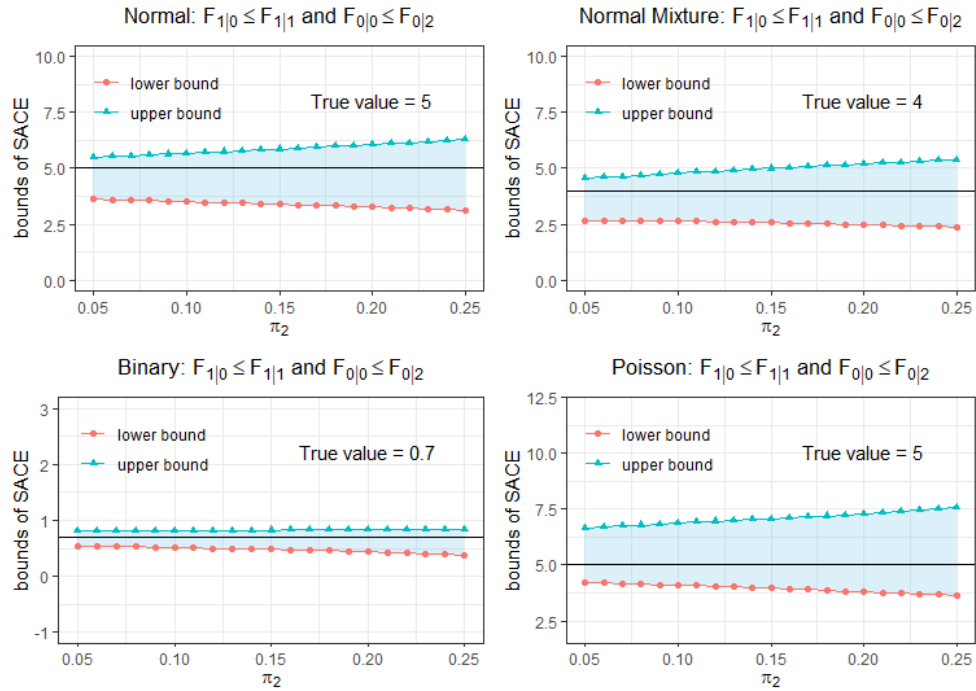 Normal: F1|0 ≤ F1|1 and F0|0 ≤ F0|2
bounds of SACE
10.0
7.5
5.0
2.5
0.0
lower bound
upper bound
True value = 5
0.05 0.10 0.15 0.20 0.25
π2
Normal Mixture: F1|0 ≤ F1|1 and F0|0 ≤ F0|2
bounds of SACE
10.0
7.5
5.0
2.5
0.0
lower bound
upper bound
True value = 4
0.05 0.10 0.15 0.20 0.25
π2
Binary: F1|0 ≤ F1|1 and F0|0 ≤ F0|2
bounds of SACE
3
2
1
0
-1
lower bound
upper bound
True value = 0.7
0.05 0.10 0.15 0.20 0.25
π2
Poisson: F1|0 ≤ F1|1 and F0|0 ≤ F0|2
bounds of SACE
12.5
10.0
7.5
5.0
2.5
lower bound
upper bound
True value = 5
0.05 0.10 0.15 0.20 0.25
π2